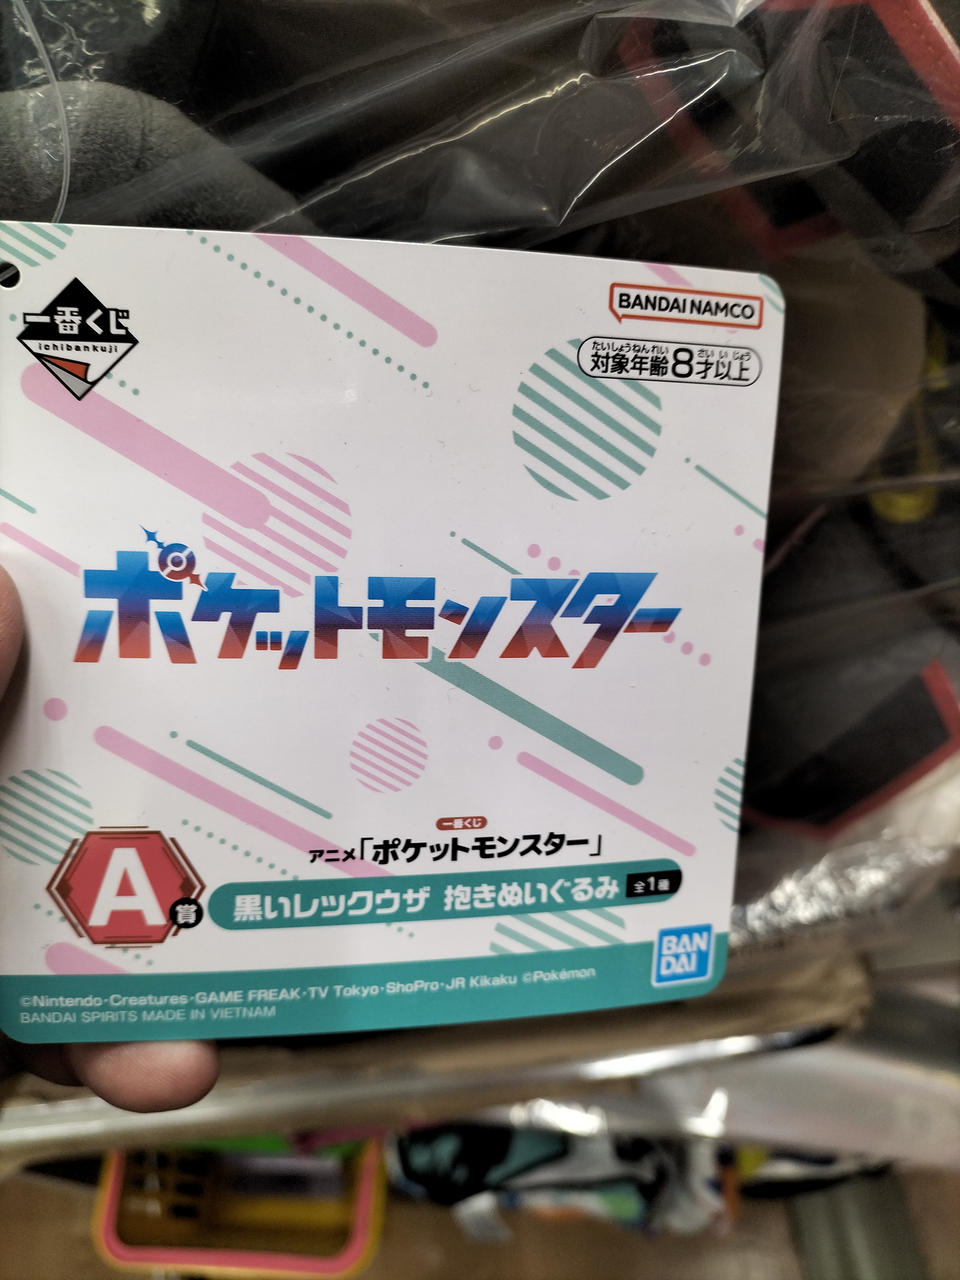 一番くじ
ichibankuji
BANDAI NAMCO
たいしょうねんれい さいいじょう
対象年齢8才以上
ポケットモンスター
一番くじ
アニメ「ポケットモンスター」
A賞
黒いレックウザ 抱きぬいぐるみ 全1種
BANDAI
©Nintendo・Creatures・GAME FREAK・TV Tokyo・ShoPro・JR Kikaku ©Pokémon
BANDAI SPIRITS MADE IN VIETNAM